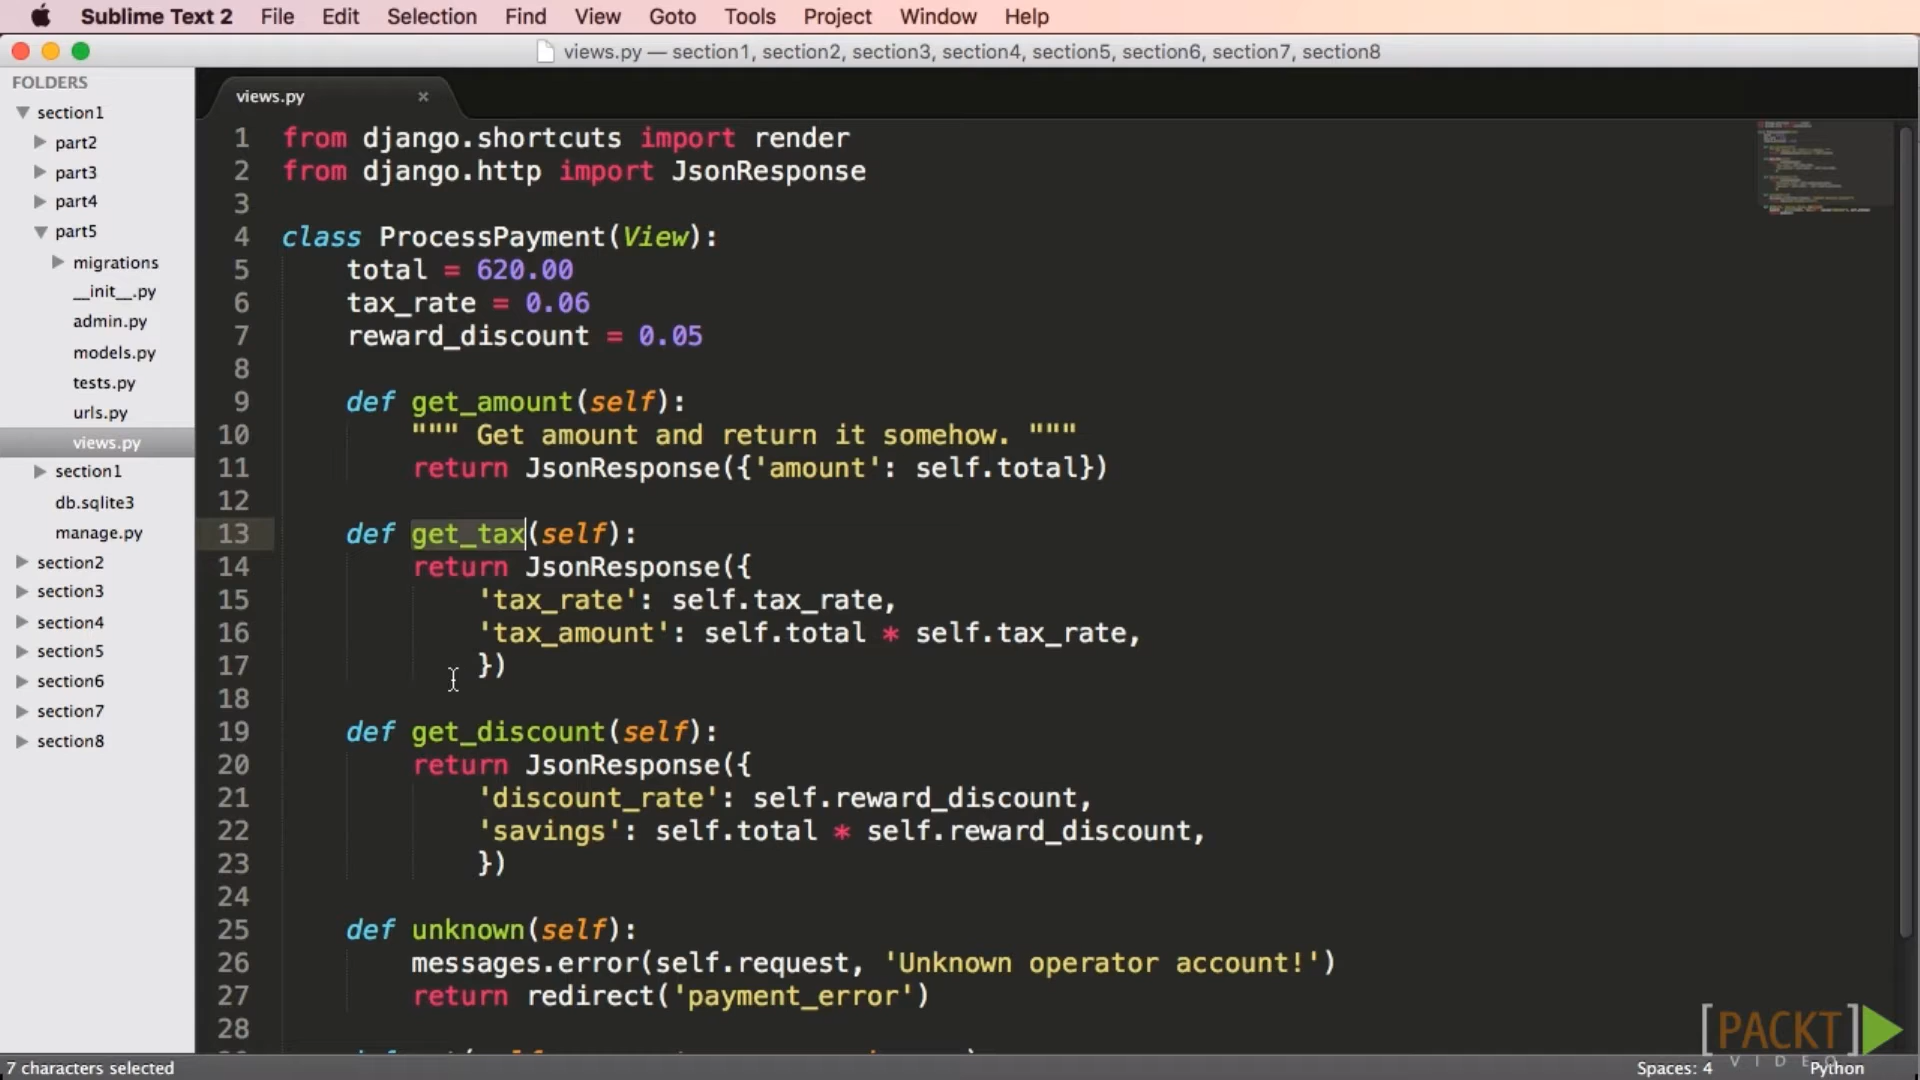 Sublime Text 2 File Edit Selection Find View Goto Tools Project Window Help
views.py — section1, section2, section3, section4, section5, section6, section7, section8
FOLDERS
section1
part2
part3
part4
part5
migrations
__init__.py
admin.py
models.py
tests.py
urls.py
views.py
section1
db.sqlite3
manage.py
section2
section3
section4
section5
section6
section7
section8
views.py
1 from django.shortcuts import render
2 from django.http import JsonResponse
3
4 class ProcessPayment(View):
5     total = 620.00
6     tax_rate = 0.06
7     reward_discount = 0.05
8
9     def get_amount(self):
10         """ Get amount and return it somehow. """
11         return JsonResponse({'amount': self.total})
12
13     def get_tax(self):
14         return JsonResponse({
15             'tax_rate': self.tax_rate,
16             'tax_amount': self.total * self.tax_rate,
17             })
18
19     def get_discount(self):
20         return JsonResponse({
21             'discount_rate': self.reward_discount,
22             'savings': self.total * self.reward_discount,
23             })
24
25     def unknown(self):
26         messages.error(self.request, 'Unknown operator account!')
27         return redirect('payment_error')
28
[PACKT]
VIDEO
7 characters selected
Spaces: 4
Python